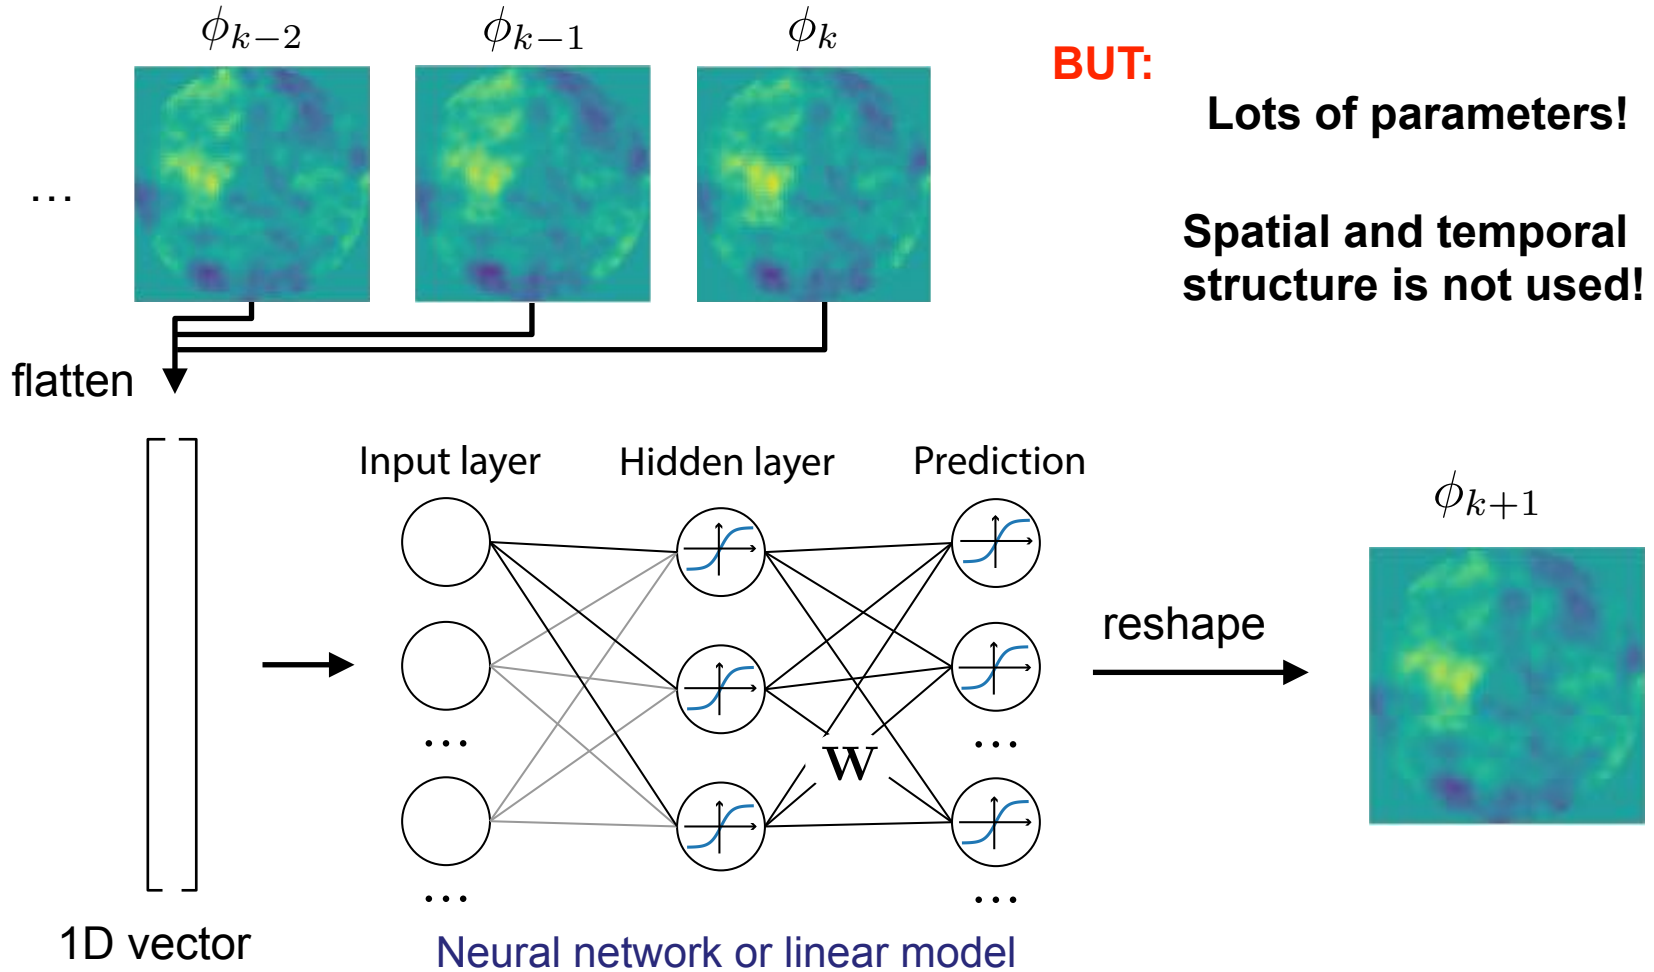 ϕₖ₋₂ ϕₖ₋₁ ϕₖ
BUT:
Lots of parameters!
...
Spatial and temporal
structure is not used!
flatten
Input layer Hidden layer Prediction
ϕₖ₊₁
reshape
... W ...
... ...
1D vector
Neural network or linear model